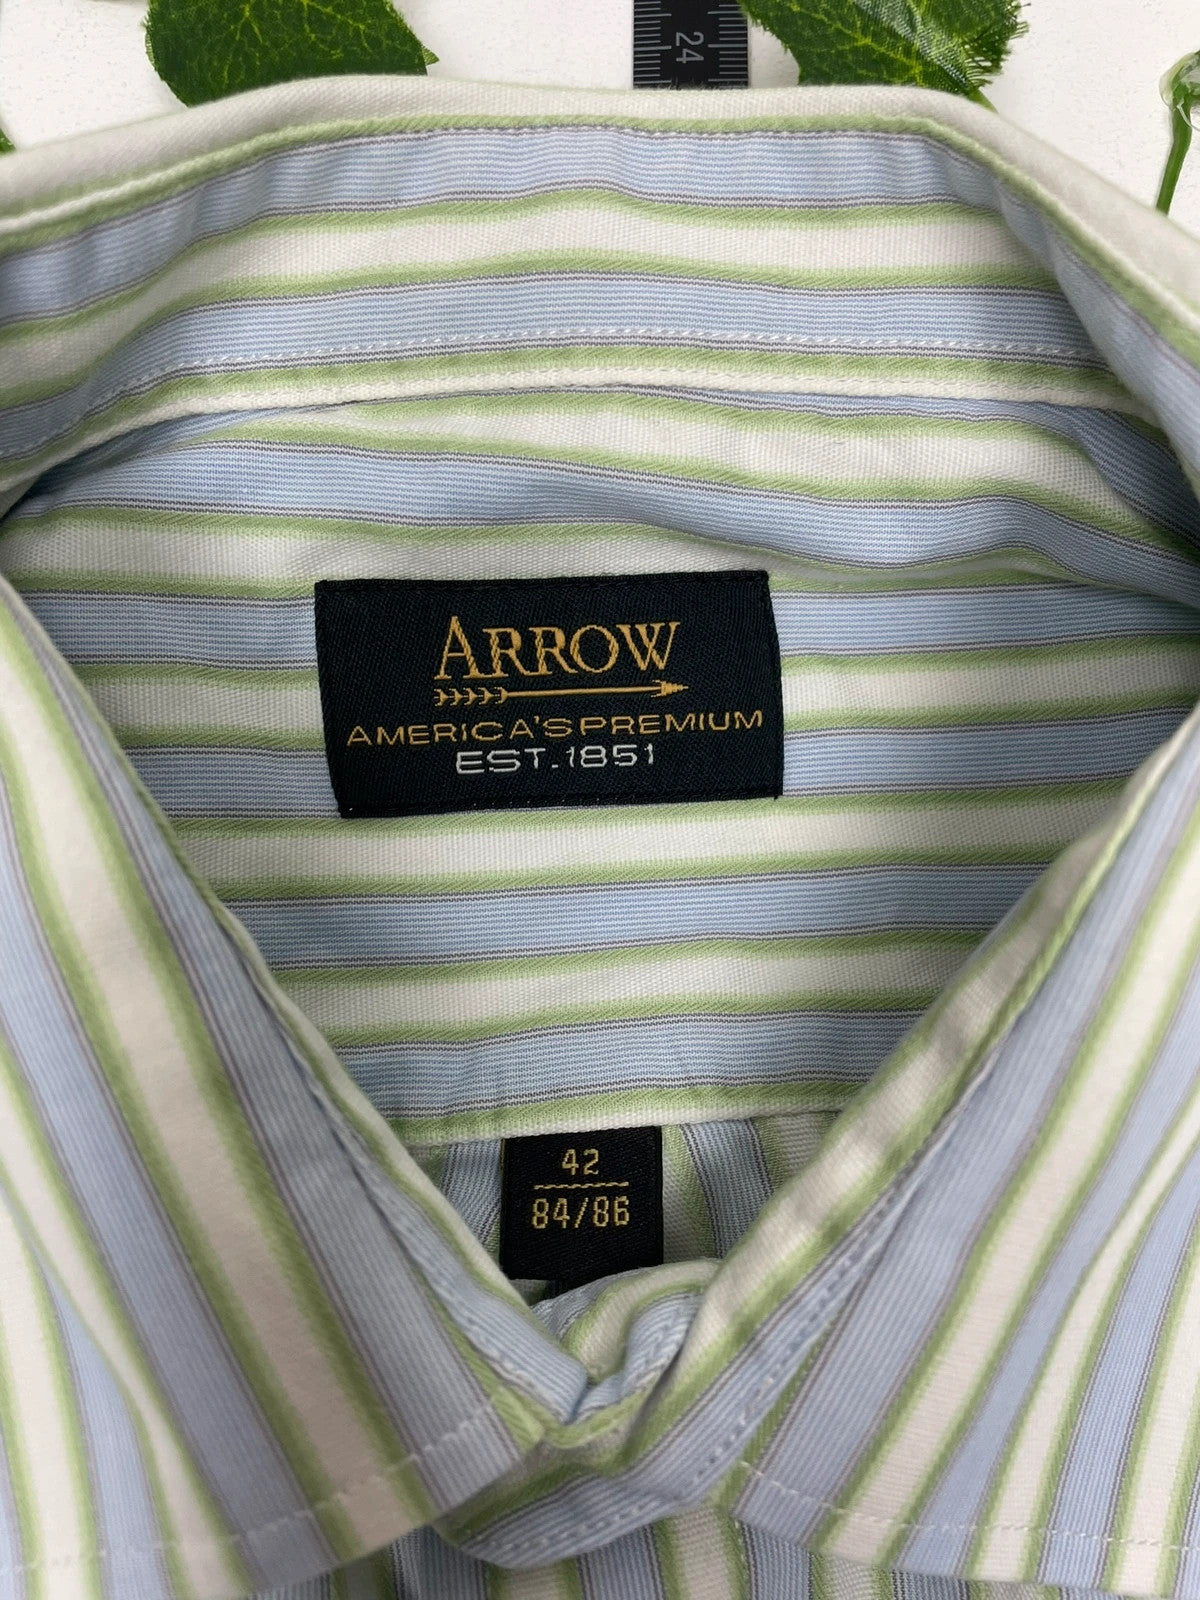 24
ARROW
AMERICA'S PREMIUM
EST. 1851
42
84/86